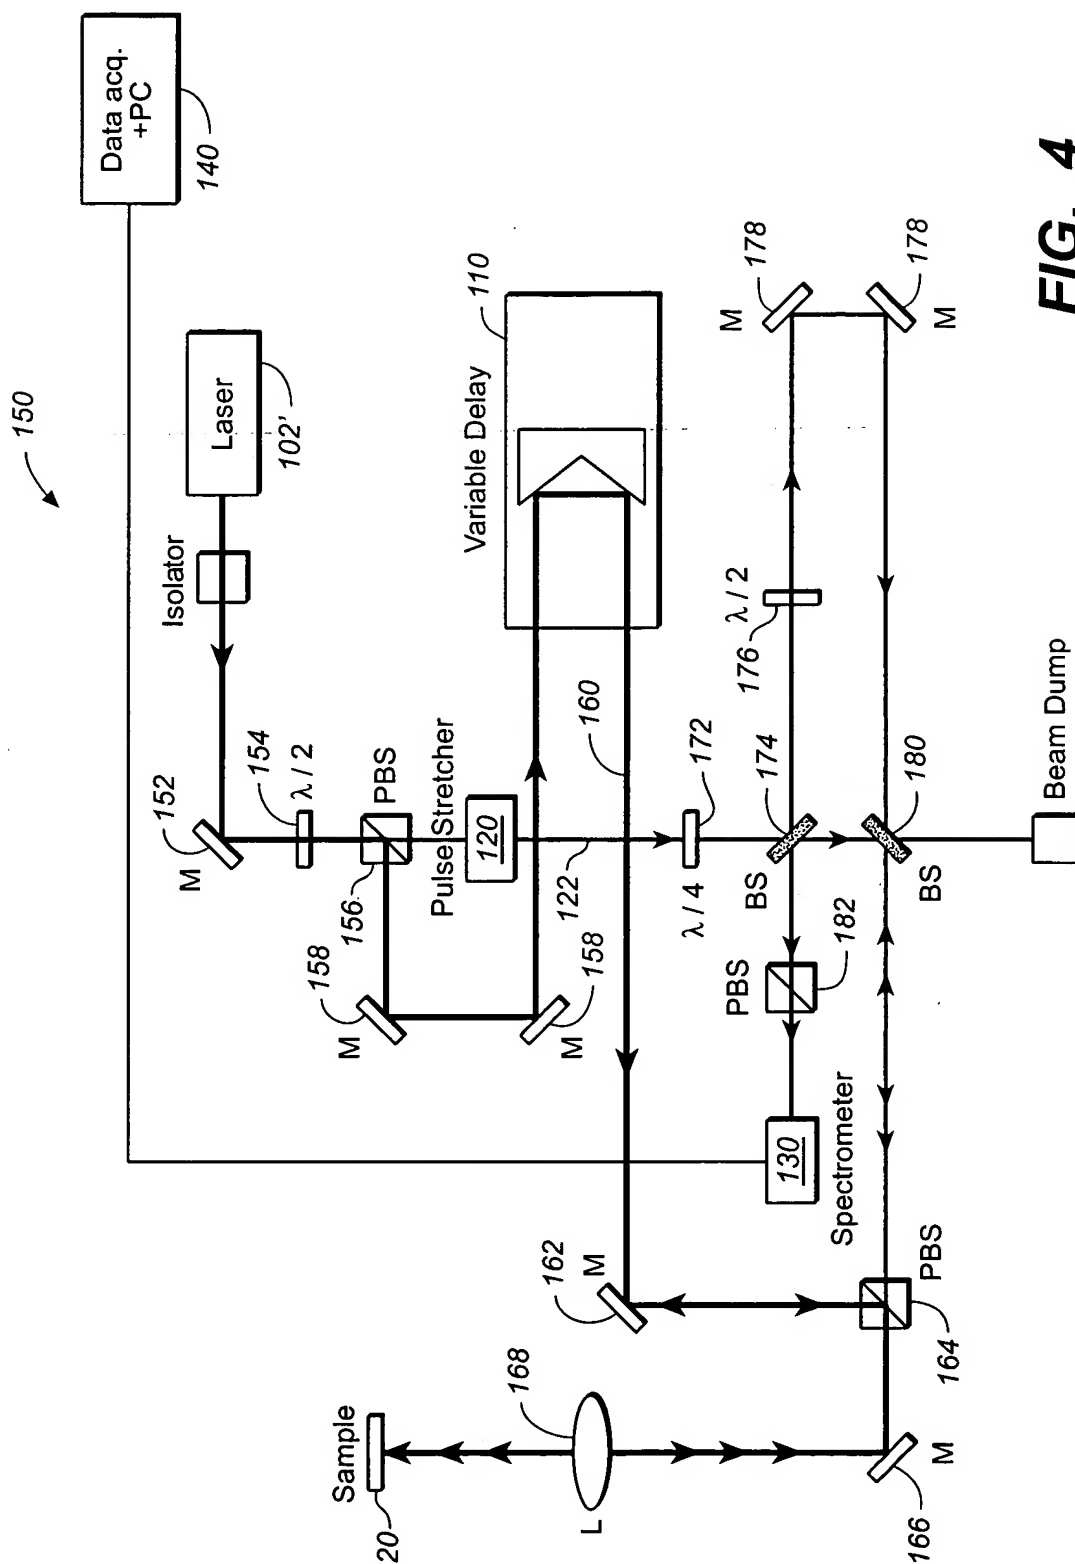 150
Data acq.
+PC
140
Laser
102'
Isolator
152
M
154
λ / 2
PBS
156
158
M
158
M
Pulse Stretcher
120
122
Variable Delay
110
160
172
λ / 4
M
178
178
M
λ / 2
176
174
BS
180
BS
Beam Dump
PBS
182
130
Spectrometer
162
M
PBS
164
Sample
20
168
L
M
166
FIG. 4